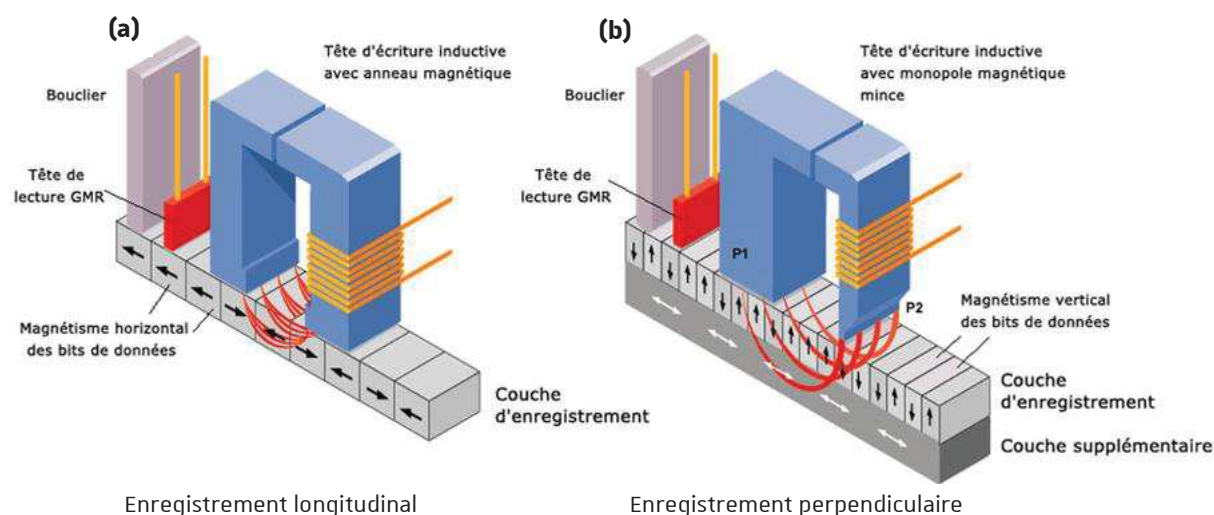 (a)
Tête d'écriture inductive
avec anneau magnétique
Bouclier
Tête de
lecture GMR
Magnétisme horizontal
des bits de données
Couche
d'enregistrement
Enregistrement longitudinal
(b)
Tête d'écriture inductive
avec monopole magnétique
mince
Bouclier
Tête de
lecture GMR
P1
P2
Magnétisme vertical
des bits de données
Couche
d'enregistrement
Couche supplémentaire
Enregistrement perpendiculaire